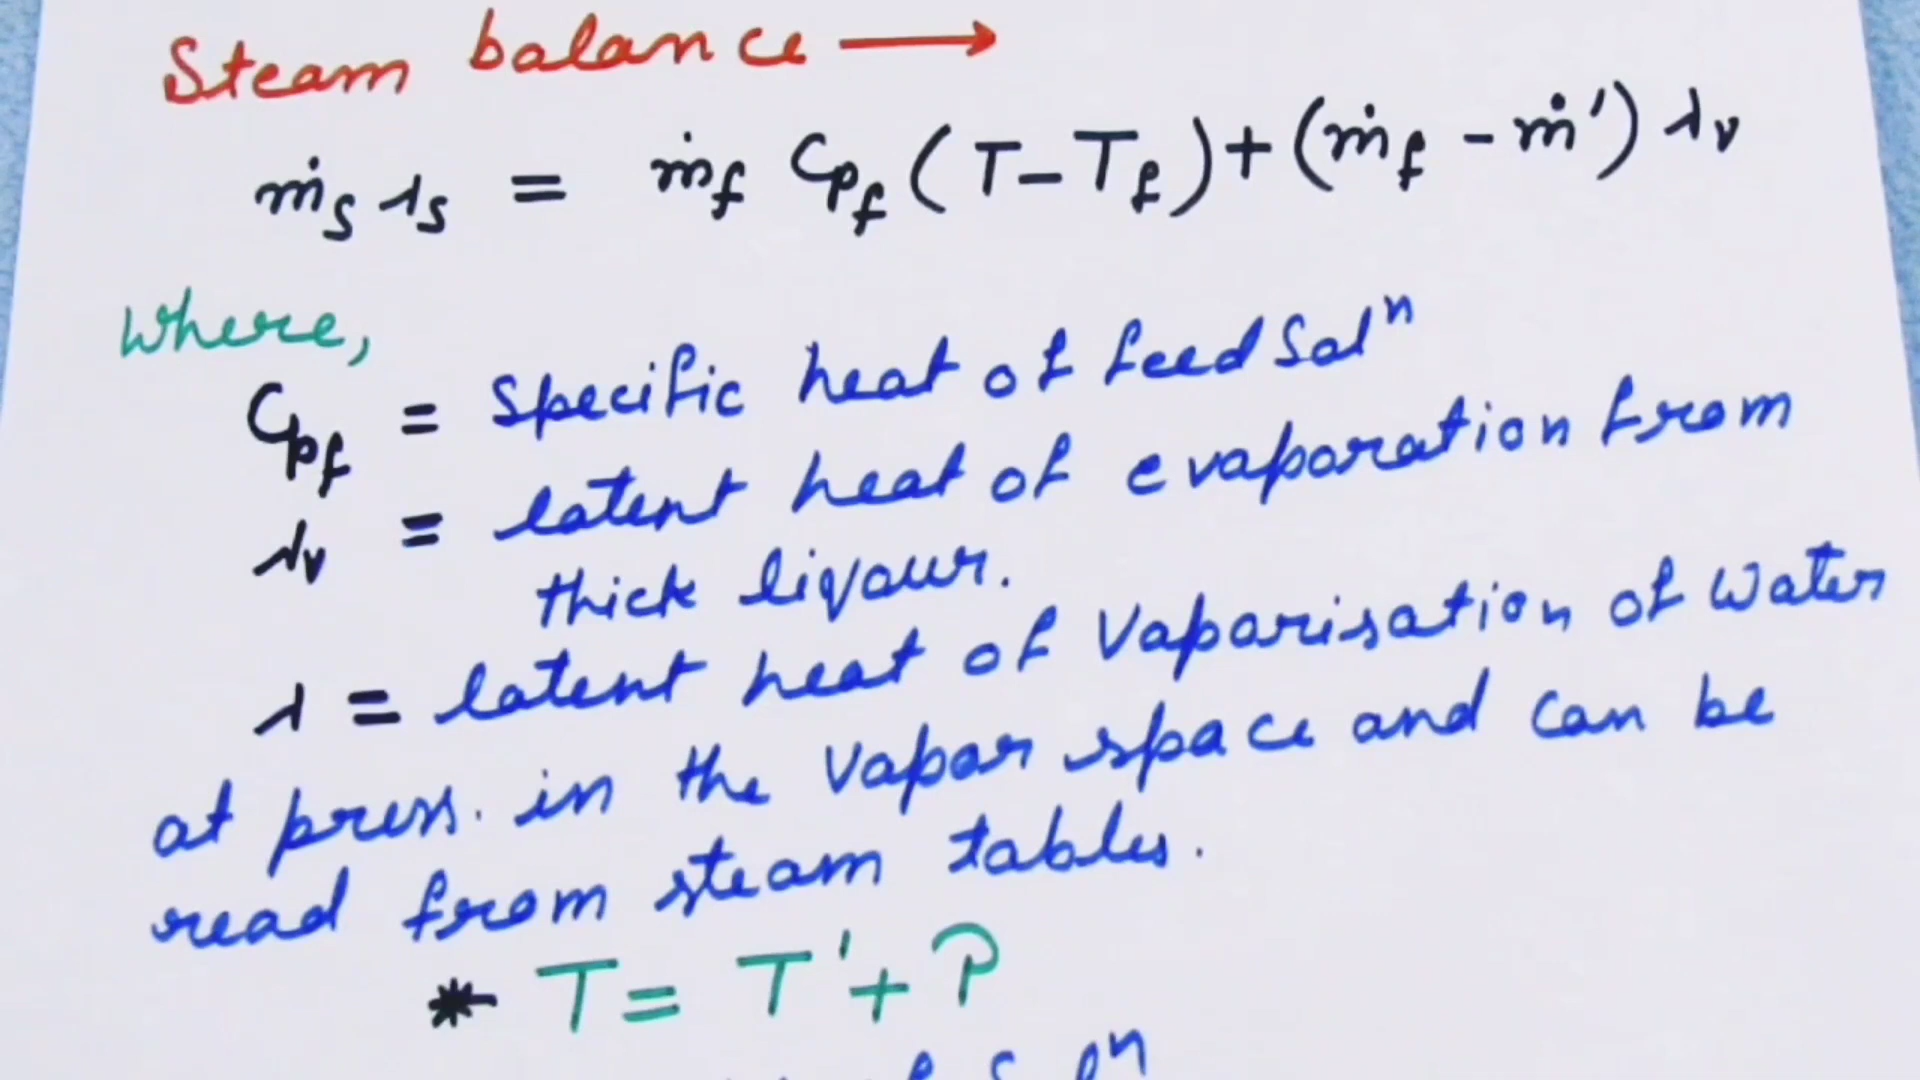 Steam balance →
ṁs λs = ṁf Cpf (T-Tf) + (ṁf - ṁ') λv
Where,
Cpf = Specific heat of feed Solⁿ
λv = latent heat of evaporation from
thick liquour.
λ = latent heat of Vaporisation of Water
at press. in the Vapor space and can be
read from steam tables.
* T = T' + P